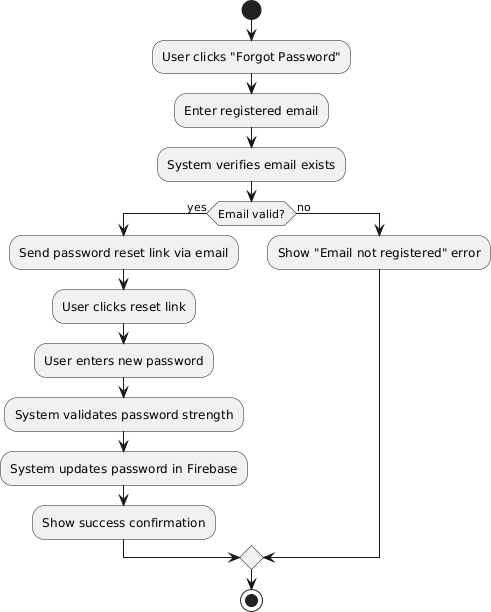 User clicks "Forgot Password"
Enter registered email
System verifies email exists
yes
Email valid?
no
Send password reset link via email
Show "Email not registered" error
User clicks reset link
User enters new password
System validates password strength
System updates password in Firebase
Show success confirmation